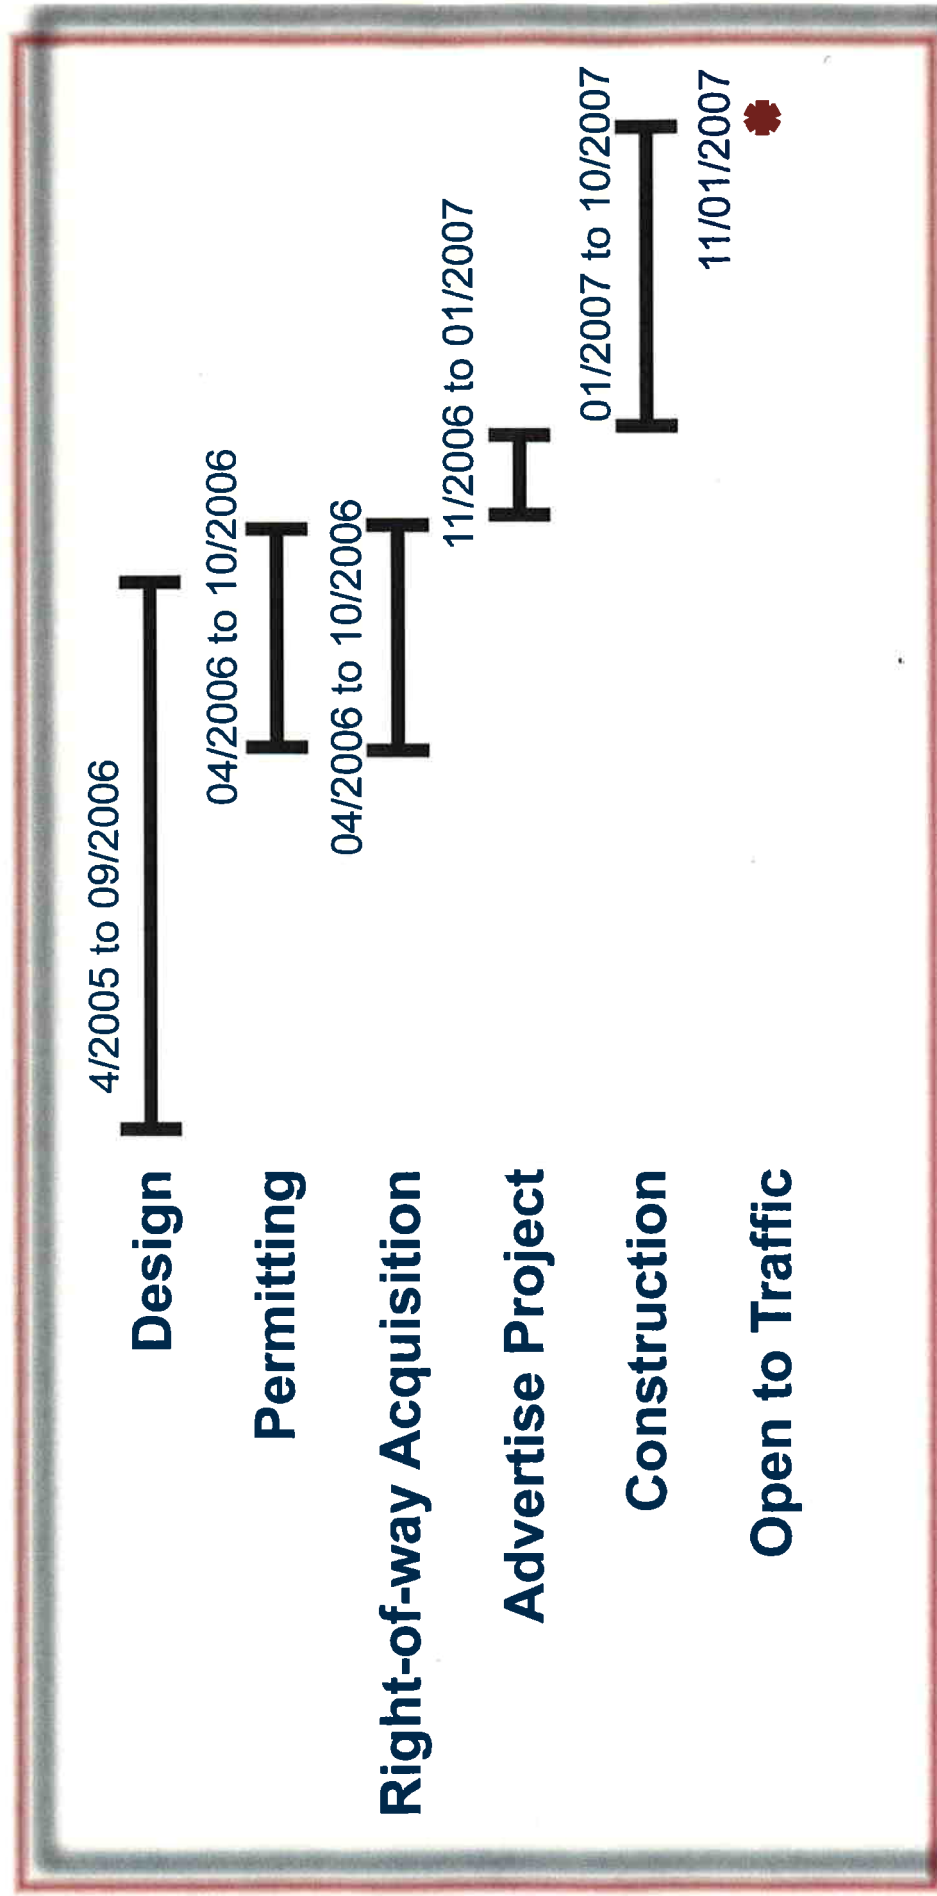 Design
4/2005 to 09/2006
Permitting
04/2006 to 10/2006
Right-of-way Acquisition
04/2006 to 10/2006
Advertise Project
11/2006 to 01/2007
Construction
01/2007 to 10/2007
Open to Traffic
11/01/2007